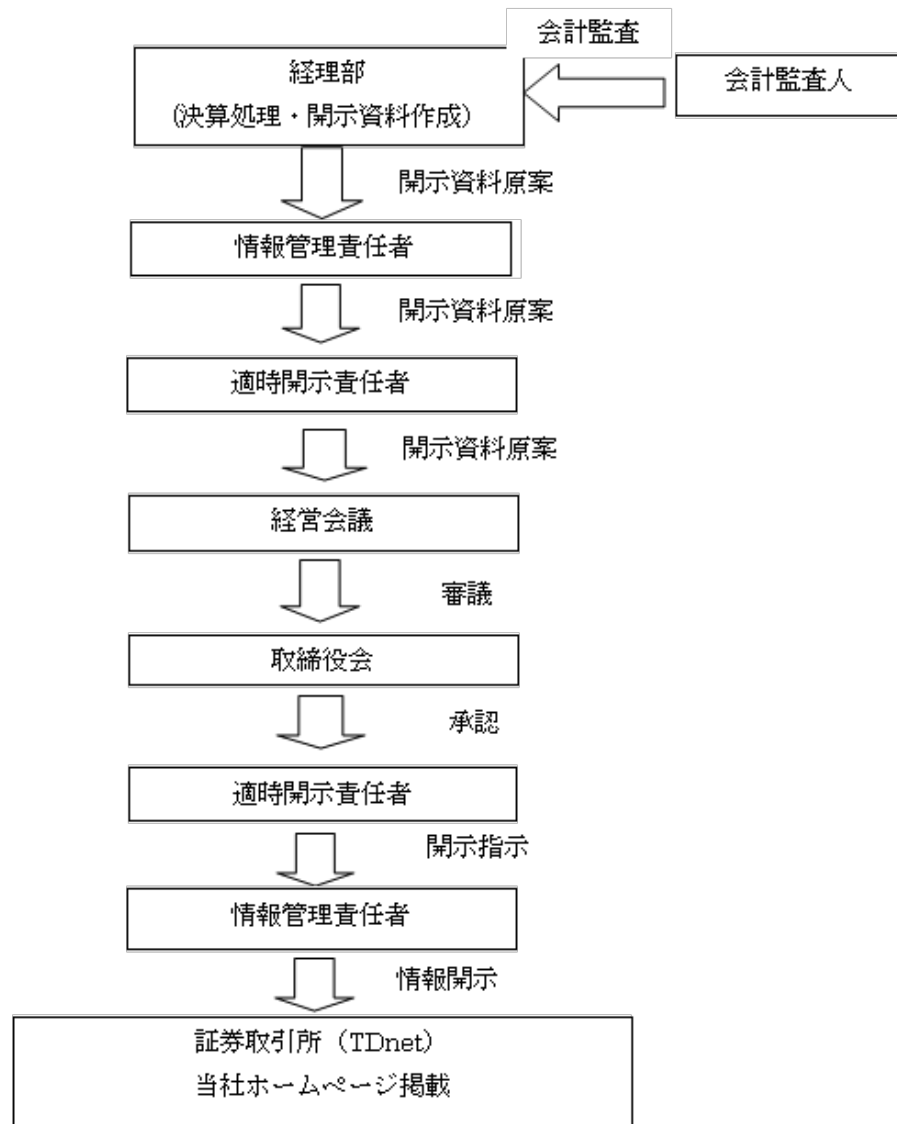 会計監査
経理部
(決算処理・開示資料作成)
会計監査人
開示資料原案
情報管理責任者
開示資料原案
適時開示責任者
開示資料原案
経営会議
審議
取締役会
承認
適時開示責任者
開示指示
情報管理責任者
情報開示
証券取引所（TDnet）
当社ホームページ掲載